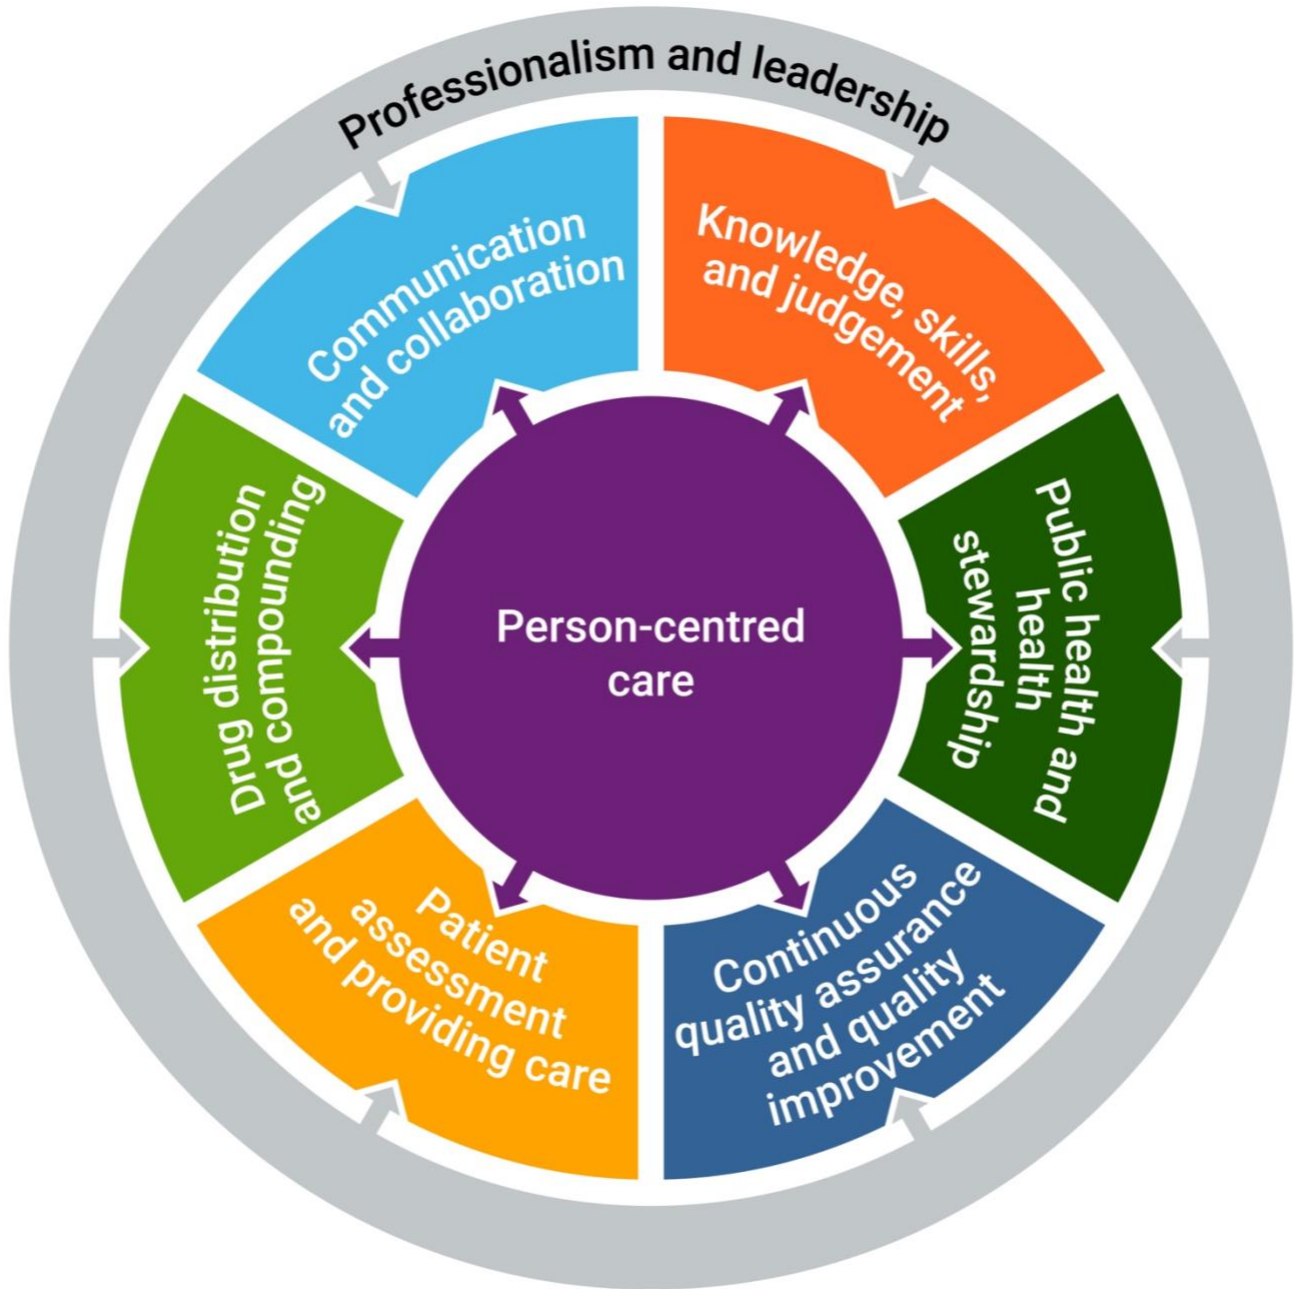 Professionalism and leadership
Communication
and collaboration
Knowledge, skills,
and judgement
Drug distribution
and compounding
Person-centred
care
Public health and
health
stewardship
Patient
assessment
and providing care
Continuous
quality assurance
and quality
improvement